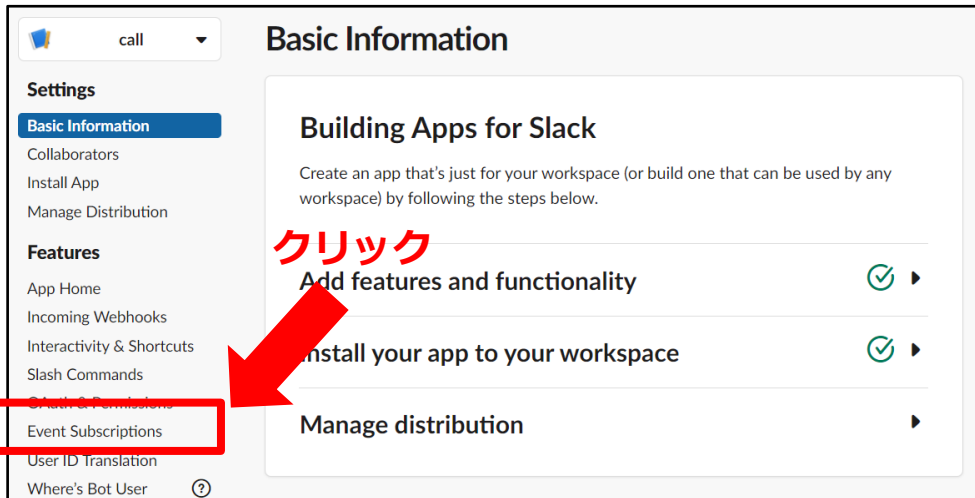 call
Settings
Basic Information
Collaborators
Install App
Manage Distribution
Features
App Home
Incoming Webhooks
Interactivity & Shortcuts
Slash Commands
OAuth & Permissions
Event Subscriptions
User ID Translation
Where's Bot User
Basic Information
Building Apps for Slack
Create an app that's just for your workspace (or build one that can be used by any
workspace) by following the steps below.
クリック
Add features and functionality
Install your app to your workspace
Manage distribution